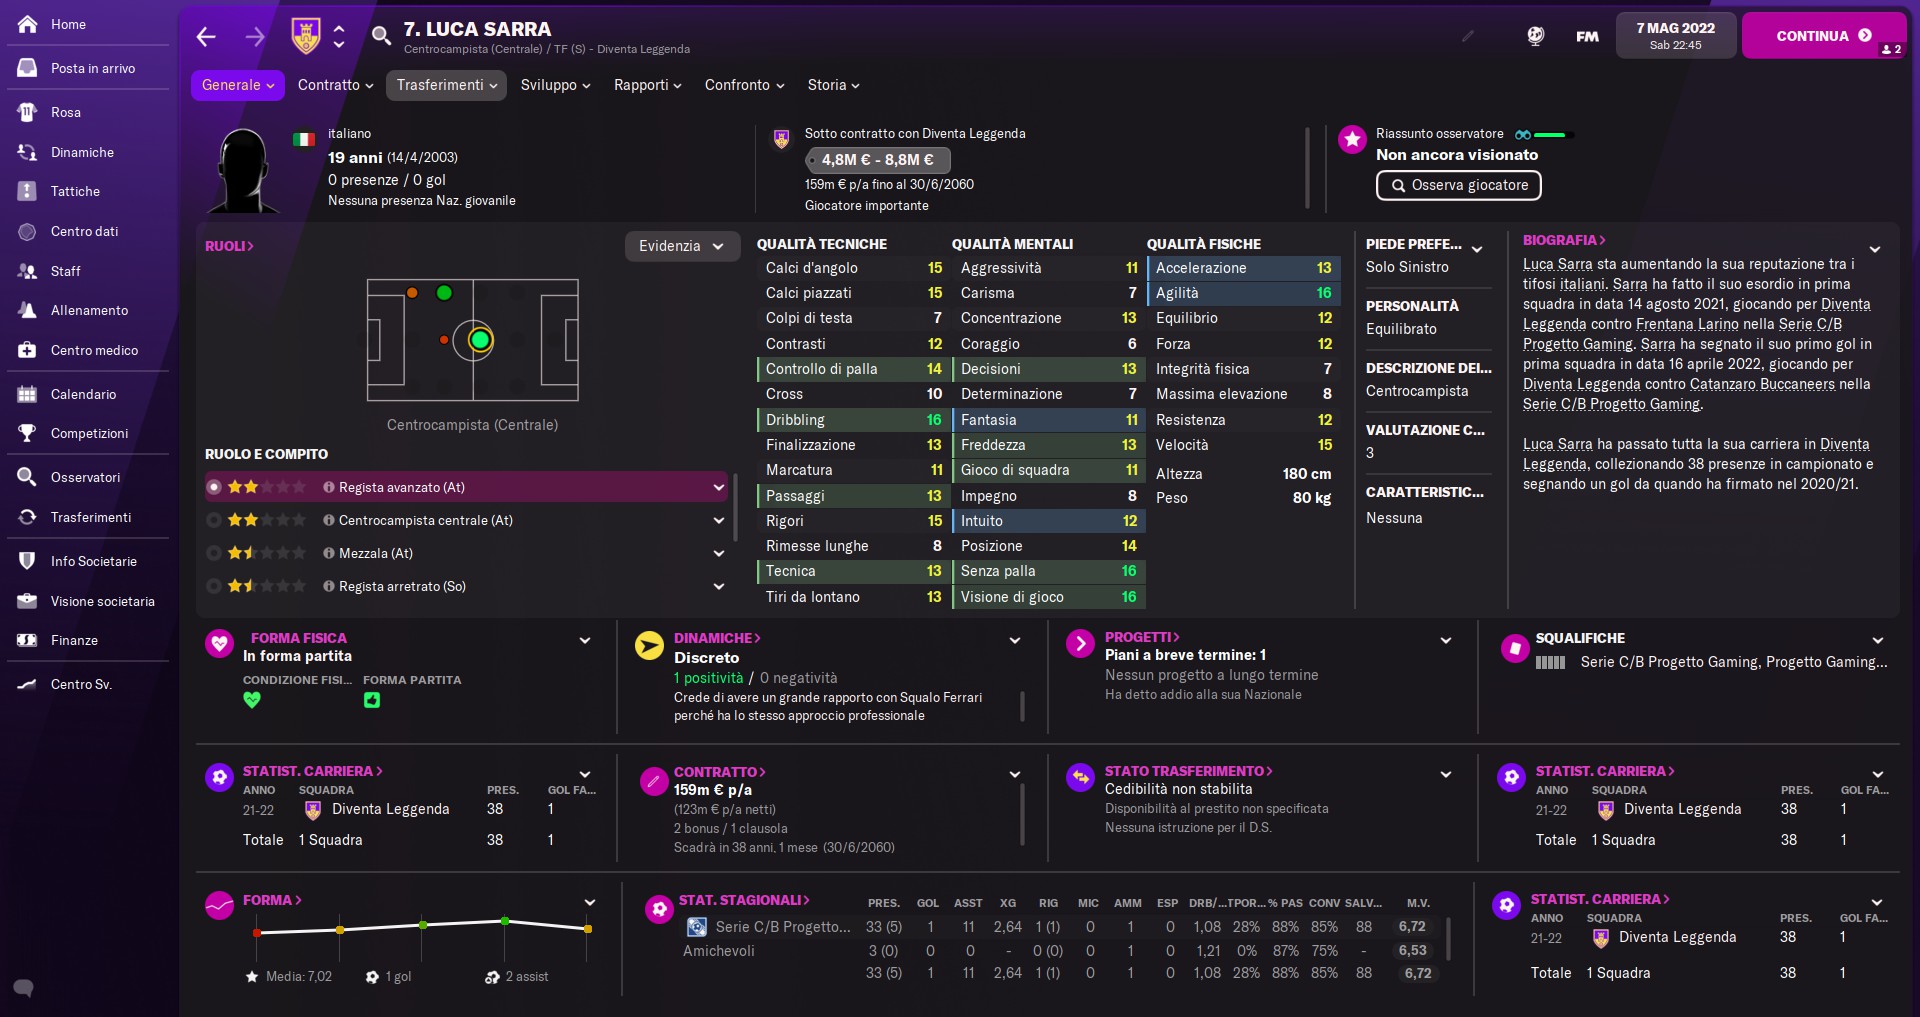 Home
Posta in arrivo
Rosa
Dinamiche
Tattiche
Centro dati
Staff
Allenamento
Centro medico
Calendario
Competizioni
Osservatori
Trasferimenti
Info Societarie
Visione societaria
Finanze
Centro Sv.
7. LUCA SARRA
Centrocampista (Centrale) / TF (S) - Diventa Leggenda
FM
7 MAG 2022
Sab 22:45
CONTINUA
2
Generale
Contratto
Trasferimenti
Sviluppo
Rapporti
Confronto
Storia
italiano
19 anni (14/4/2003)
0 presenze / 0 gol
Nessuna presenza Naz. giovanile
Sotto contratto con Diventa Leggenda
4,8M € - 8,8M €
159m € p/a fino al 30/6/2060
Giocatore importante
Riassunto osservatore
Non ancora visionato
Osserva giocatore
RUOLI
Evidenzia
Centrocampista (Centrale)
RUOLO E COMPITO
Regista avanzato (At)
Centrocampista centrale (At)
Mezzala (At)
Regista arretrato (So)
QUALITÀ TECNICHE
Calci d'angolo 15
Calci piazzati 15
Colpi di testa 7
Contrasti 12
Controllo di palla 14
Cross 10
Dribbling 16
Finalizzazione 13
Marcatura 11
Passaggi 13
Rigori 15
Rimesse lunghe 8
Tecnica 13
Tiri da lontano 13
QUALITÀ MENTALI
Aggressività 11
Carisma 7
Concentrazione 13
Coraggio 6
Decisioni 13
Determinazione 7
Fantasia 11
Freddezza 13
Gioco di squadra 11
Impegno 8
Intuito 12
Posizione 14
Senza palla 16
Visione di gioco 16
QUALITÀ FISICHE
Accelerazione 13
Agilità 16
Equilibrio 12
Forza 12
Integrità fisica 7
Massima elevazione 8
Resistenza 12
Velocità 15
Altezza 180 cm
Peso 80 kg
PIEDE PREFE...
Solo Sinistro
PERSONALITÀ
Equilibrato
DESCRIZIONE DEI...
Centrocampista
VALUTAZIONE C...
3
CARATTERISTIC...
Nessuna
BIOGRAFIA
Luca Sarra sta aumentando la sua reputazione tra i
tifosi italiani. Sarra ha fatto il suo esordio in prima
squadra in data 14 agosto 2021, giocando per Diventa
Leggenda contro Frentana Larino nella Serie C/B
Progetto Gaming. Sarra ha segnato il suo primo gol in
prima squadra in data 16 aprile 2022, giocando per
Diventa Leggenda contro Catanzaro Buccaneers nella
Serie C/B Progetto Gaming.
Luca Sarra ha passato tutta la sua carriera in Diventa
Leggenda, collezionando 38 presenze in campionato e
segnando un gol da quando ha firmato nel 2020/21.
FORMA FISICA
In forma partita
CONDIZIONE FISI... FORMA PARTITA
DINAMICHE
Discreto
1 positività / 0 negatività
Crede di avere un grande rapporto con Squalo Ferrari
perché ha lo stesso approccio professionale
PROGETTI
Piani a breve termine: 1
Nessun progetto a lungo termine
Ha detto addio alla sua Nazionale
SQUALIFICHE
Serie C/B Progetto Gaming, Progetto Gaming...
STATIST. CARRIERA
ANNO SQUADRA PRES. GOL FA...
21-22 Diventa Leggenda 38 1
Totale 1 Squadra 38 1
CONTRATTO
159m € p/a
(123m € p/a netti)
2 bonus / 1 clausola
Scadrà in 38 anni, 1 mese (30/6/2060)
STATO TRASFERIMENTO
Cedibilità non stabilita
Disponibilità al prestito non specificata
Nessuna istruzione per il D.S.
STATIST. CARRIERA
ANNO SQUADRA PRES. GOL FA...
21-22 Diventa Leggenda 38 1
Totale 1 Squadra 38 1
FORMA
Media: 7,02 1 gol 2 assist
STAT. STAGIONALI PRES. GOL ASST XG RIG MIC AMM ESP DRB/... TPOR... % PAS CONV SALV... M.V.
Serie C/B Progetto... 33 (5) 1 11 2,64 1 (1) 0 1 0 1,08 28% 88% 85% 88 6,72
Amichevoli 3 (0) 0 0 - 0 (0) 0 1 0 1,21 0% 87% 75% - 6,53
33 (5) 1 11 2,64 1 (1) 0 1 0 1,08 28% 88% 85% 88 6,72
STATIST. CARRIERA
ANNO SQUADRA PRES. GOL FA...
21-22 Diventa Leggenda 38 1
Totale 1 Squadra 38 1